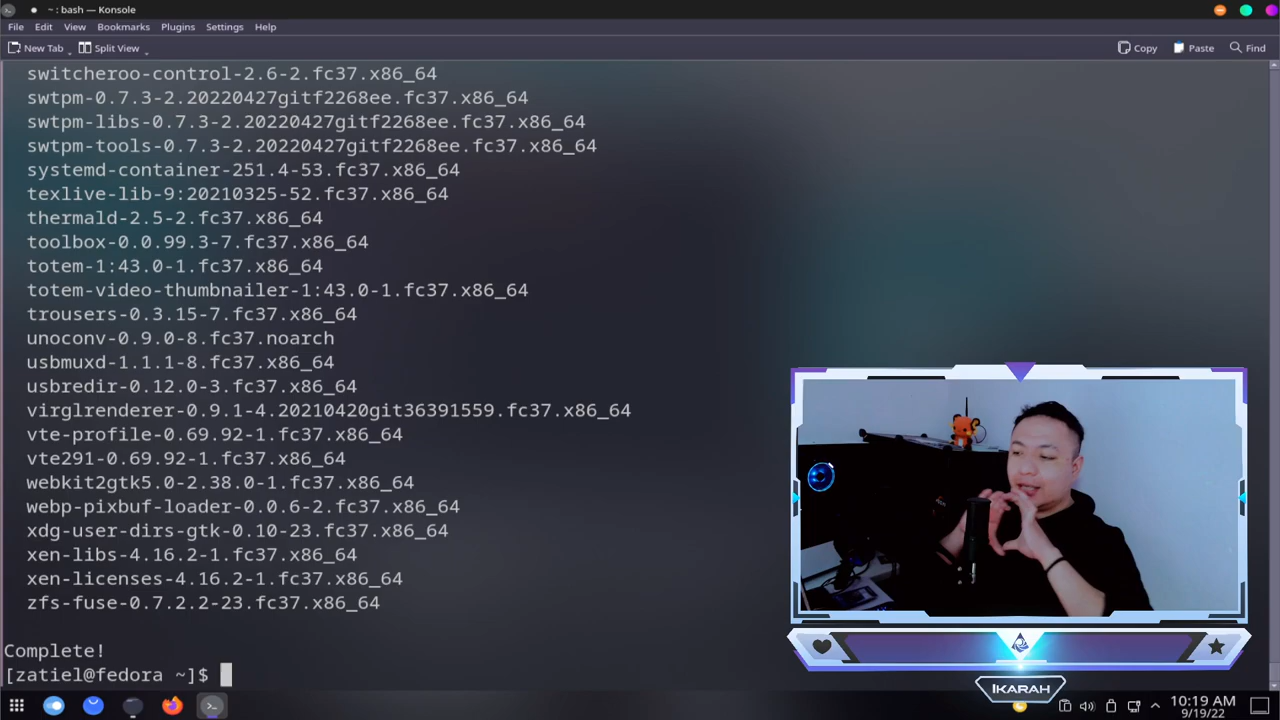 ~ : bash — Konsole
File Edit View Bookmarks Plugins Settings Help
New Tab Split View Copy Paste Find
switcheroo-control-2.6-2.fc37.x86_64
swtpm-0.7.3-2.20220427gitf2268ee.fc37.x86_64
swtpm-libs-0.7.3-2.20220427gitf2268ee.fc37.x86_64
swtpm-tools-0.7.3-2.20220427gitf2268ee.fc37.x86_64
systemd-container-251.4-53.fc37.x86_64
texlive-lib-9:20210325-52.fc37.x86_64
thermald-2.5-2.fc37.x86_64
toolbox-0.0.99.3-7.fc37.x86_64
totem-1:43.0-1.fc37.x86_64
totem-video-thumbnailer-1:43.0-1.fc37.x86_64
trousers-0.3.15-7.fc37.x86_64
unoconv-0.9.0-8.fc37.noarch
usbmuxd-1.1.1-8.fc37.x86_64
usbredir-0.12.0-3.fc37.x86_64
virglrenderer-0.9.1-4.20210420git36391559.fc37.x86_64
vte-profile-0.69.92-1.fc37.x86_64
vte291-0.69.92-1.fc37.x86_64
webkit2gtk5.0-2.38.0-1.fc37.x86_64
webp-pixbuf-loader-0.0.6-2.fc37.x86_64
xdg-user-dirs-gtk-0.10-23.fc37.x86_64
xen-libs-4.16.2-1.fc37.x86_64
xen-licenses-4.16.2-1.fc37.x86_64
zfs-fuse-0.7.2.2-23.fc37.x86_64
Complete!
[zatiel@fedora ~]$
IKARAH
10:19 AM
9/19/22